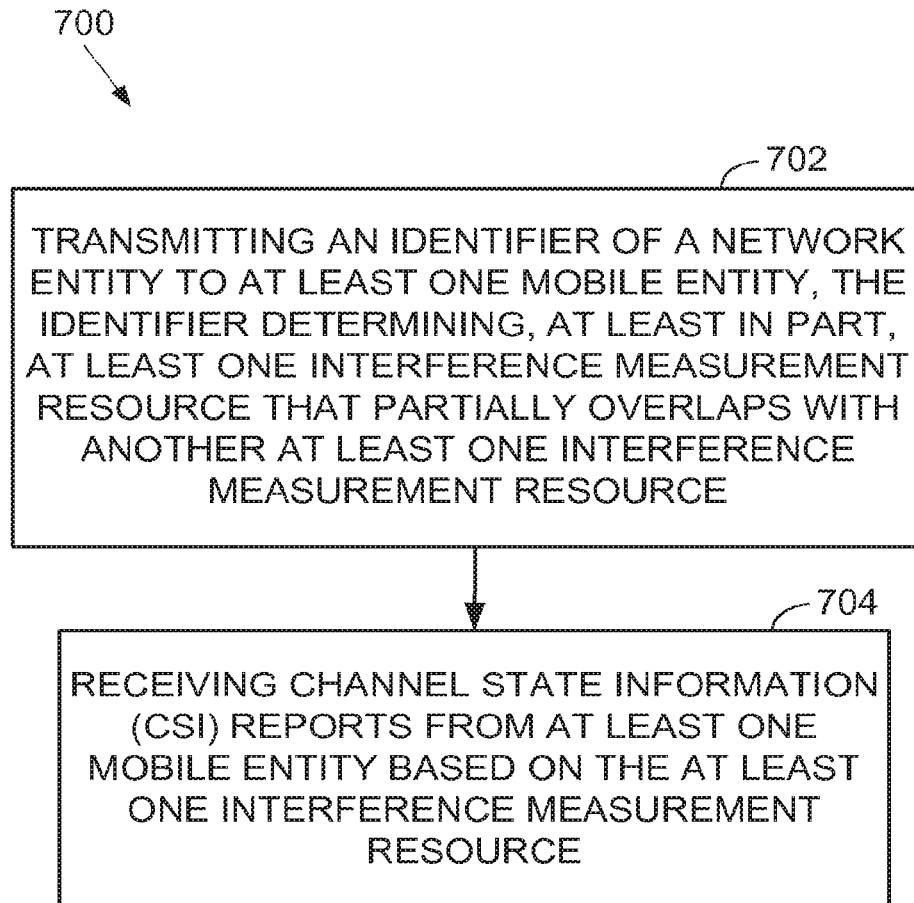 700
702
TRANSMITTING AN IDENTIFIER OF A NETWORK
ENTITY TO AT LEAST ONE MOBILE ENTITY, THE
IDENTIFIER DETERMINING, AT LEAST IN PART,
AT LEAST ONE INTERFERENCE MEASUREMENT
RESOURCE THAT PARTIALLY OVERLAPS WITH
ANOTHER AT LEAST ONE INTERFERENCE
MEASUREMENT RESOURCE
704
RECEIVING CHANNEL STATE INFORMATION
(CSI) REPORTS FROM AT LEAST ONE
MOBILE ENTITY BASED ON THE AT LEAST
ONE INTERFERENCE MEASUREMENT
RESOURCE